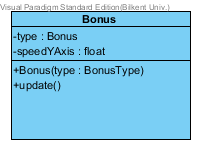 Visual Paradigm Standard Edition(Bilkent Univ.)
Bonus
-type : Bonus
-speedYAxis : float
+Bonus(type : BonusType)
+update()